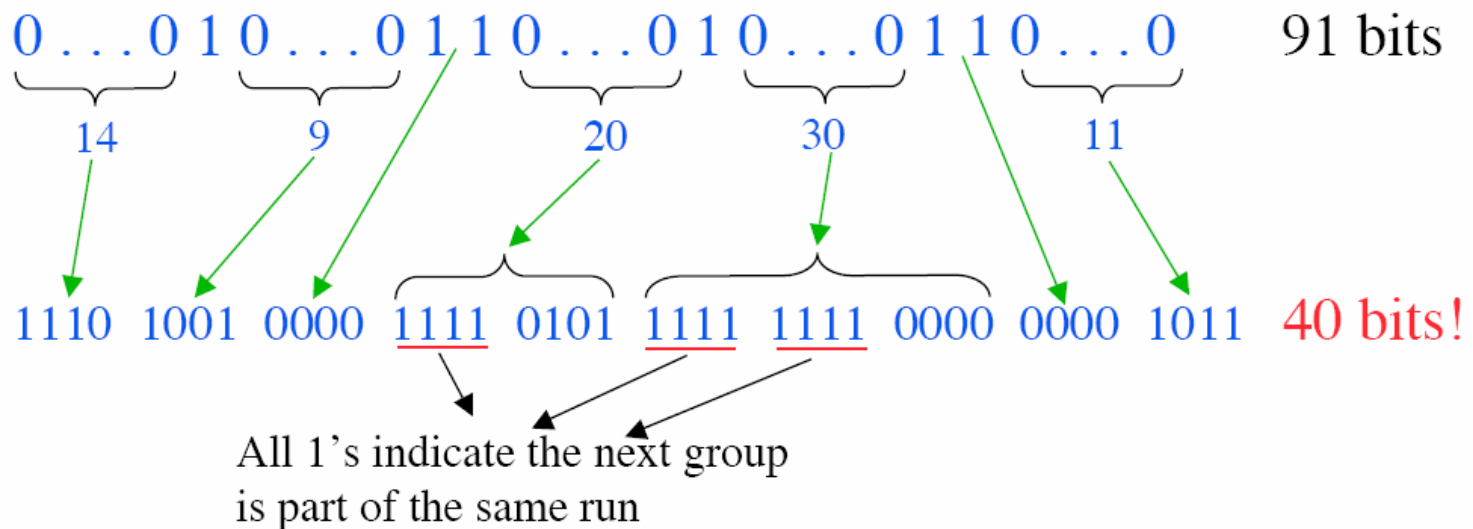 0 . . . 0 1 0 . . . 0 1 1 0 . . . 0 1 0 . . . 0 1 1 0 . . . 0 91 bits
14 9 20 30 11
1110 1001 0000 1111 0101 1111 1111 0000 0000 1011 40 bits!
All 1’s indicate the next group
is part of the same run